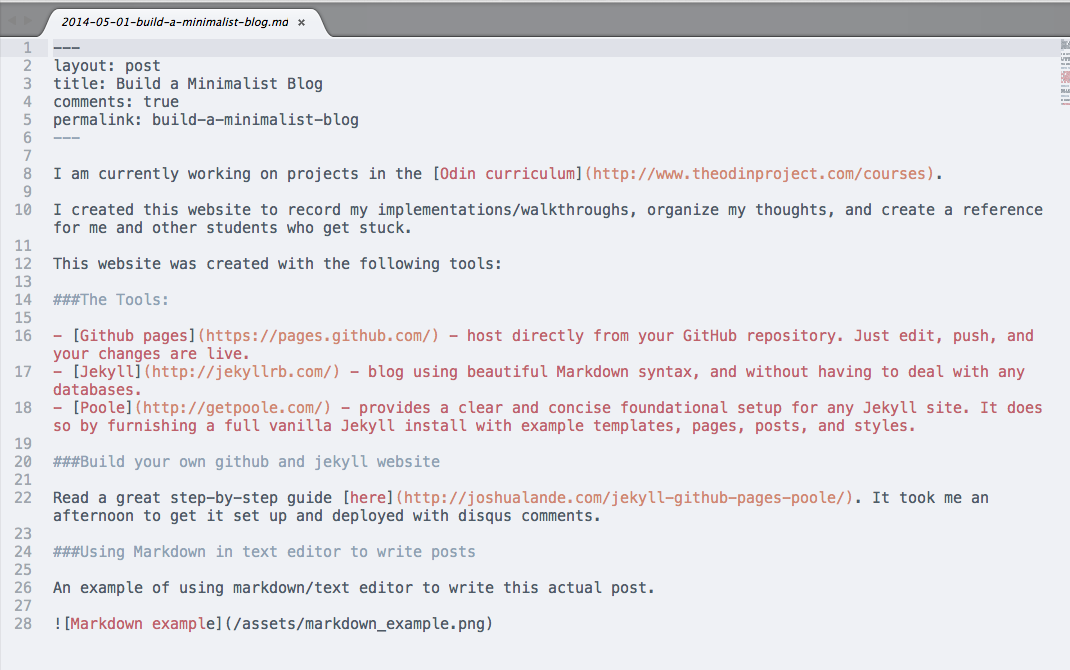 2014-05-01-build-a-minimalist-blog.md ×
1 ---
2 layout: post
3 title: Build a Minimalist Blog
4 comments: true
5 permalink: build-a-minimalist-blog
6 ---
7
8 I am currently working on projects in the [Odin curriculum](http://www.theodinproject.com/courses).
9
10 I created this website to record my implementations/walkthroughs, organize my thoughts, and create a reference
for me and other students who get stuck.
11
12 This website was created with the following tools:
13
14 ###The Tools:
15
16 - [Github pages](https://pages.github.com/) - host directly from your GitHub repository. Just edit, push, and
your changes are live.
17 - [Jekyll](http://jekyllrb.com/) - blog using beautiful Markdown syntax, and without having to deal with any
databases.
18 - [Poole](http://getpoole.com/) - provides a clear and concise foundational setup for any Jekyll site. It does
so by furnishing a full vanilla Jekyll install with example templates, pages, posts, and styles.
19
20 ###Build your own github and jekyll website
21
22 Read a great step-by-step guide [here](http://joshualande.com/jekyll-github-pages-poole/). It took me an
afternoon to get it set up and deployed with disqus comments.
23
24 ###Using Markdown in text editor to write posts
25
26 An example of using markdown/text editor to write this actual post.
27
28 ![Markdown example](/assets/markdown_example.png)